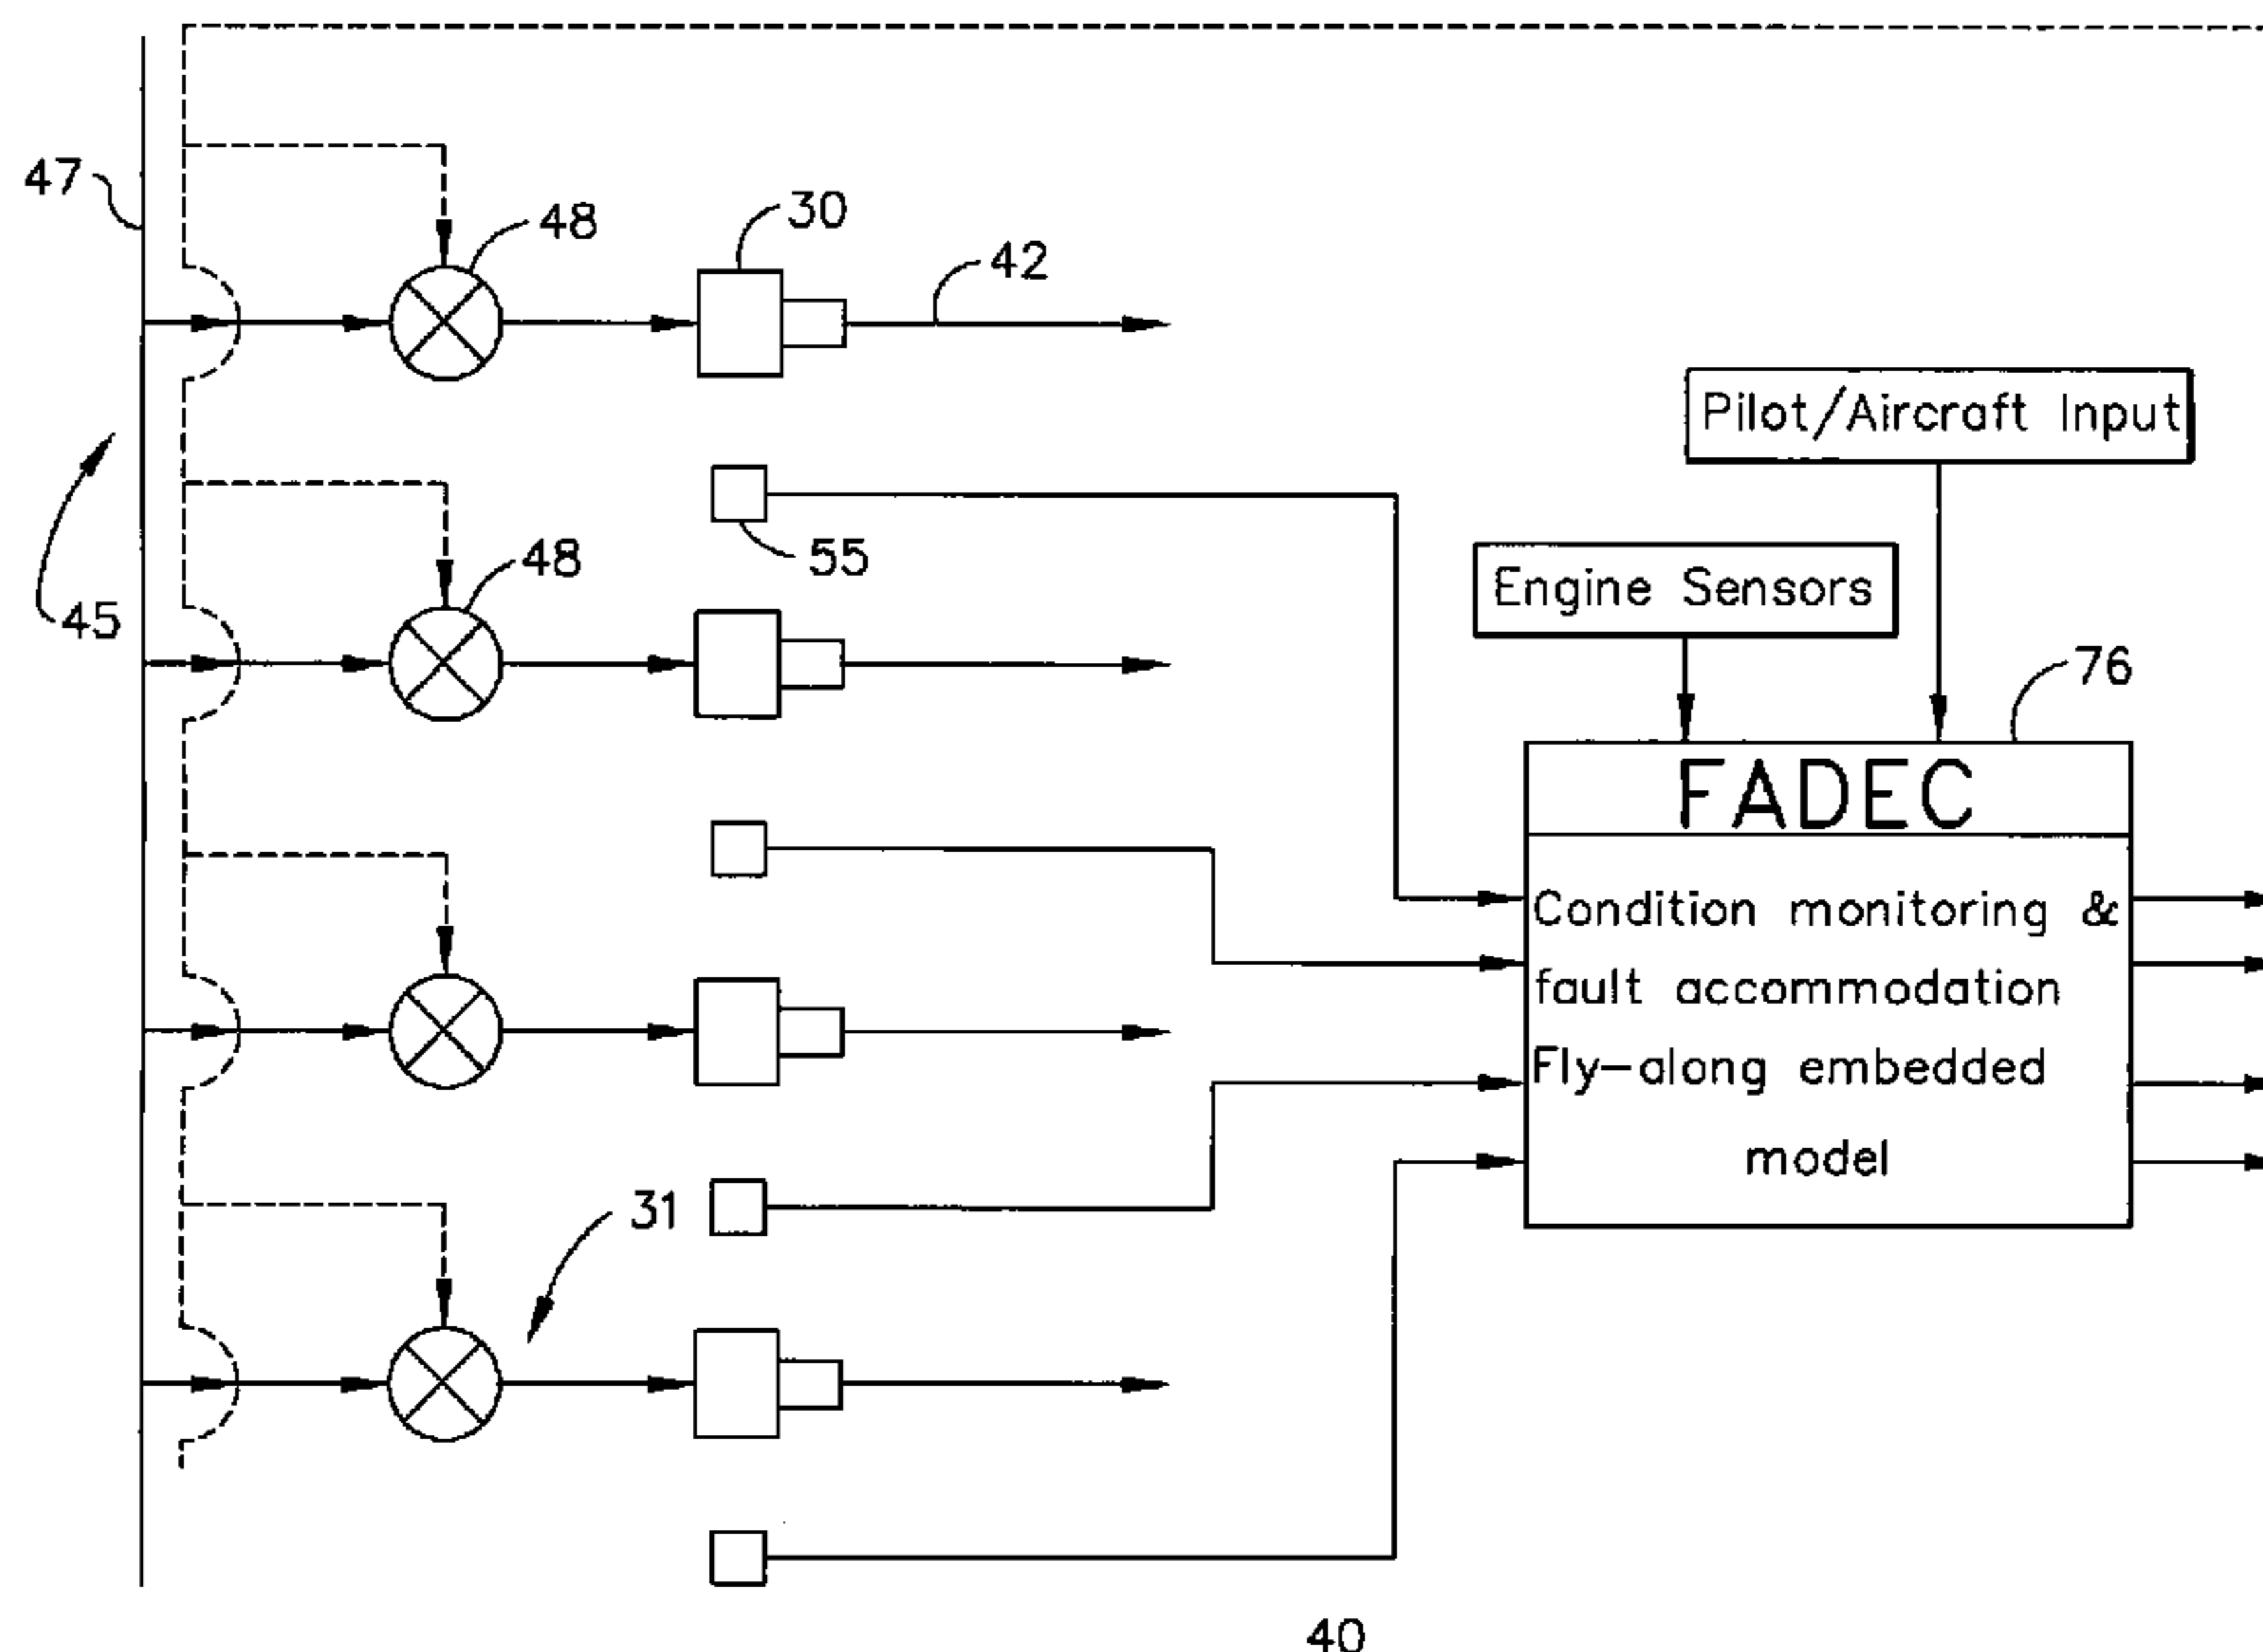 47
48
30
42
Pilot/Aircraft Input
48
55
Engine Sensors
45
76
FADEC
Condition monitoring &
fault accommodation
Fly-along embedded
model
31
40